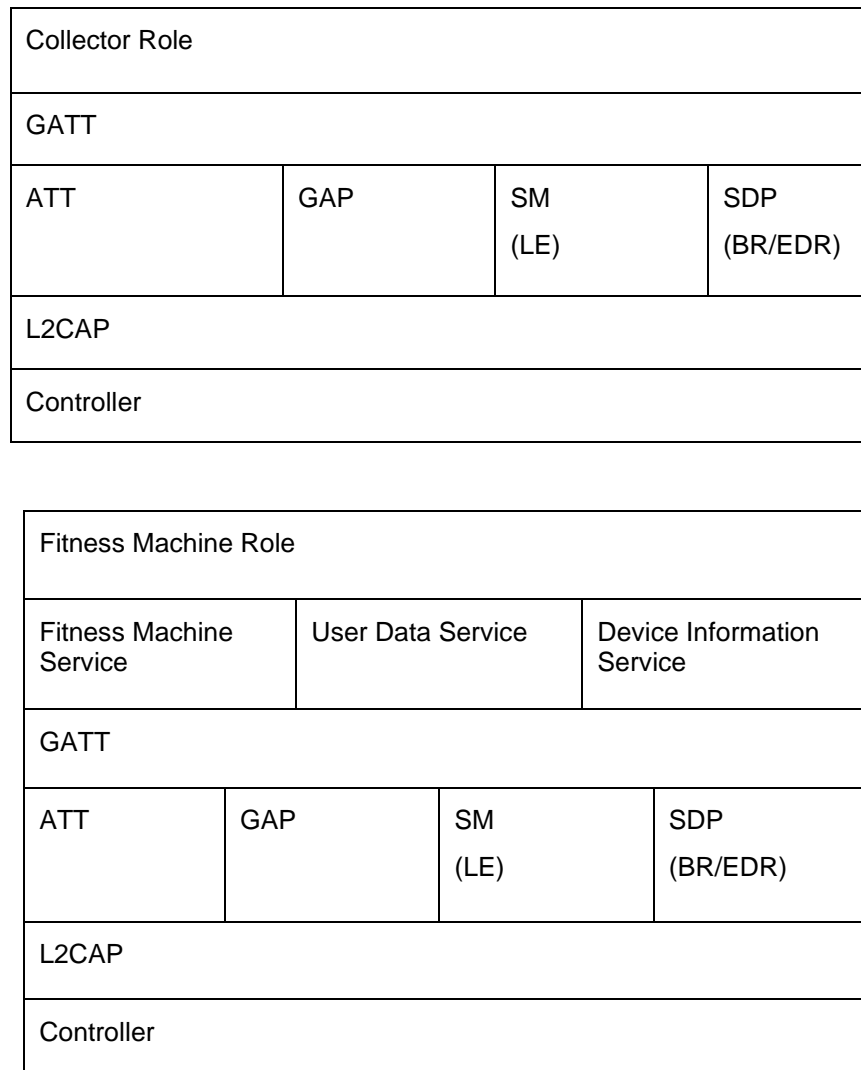 Collector Role
GATT
ATT
GAP
SM
(LE)
SDP
(BR/EDR)
L2CAP
Controller
Fitness Machine Role
Fitness Machine
Service
User Data Service
Device Information
Service
GATT
ATT
GAP
SM
(LE)
SDP
(BR/EDR)
L2CAP
Controller